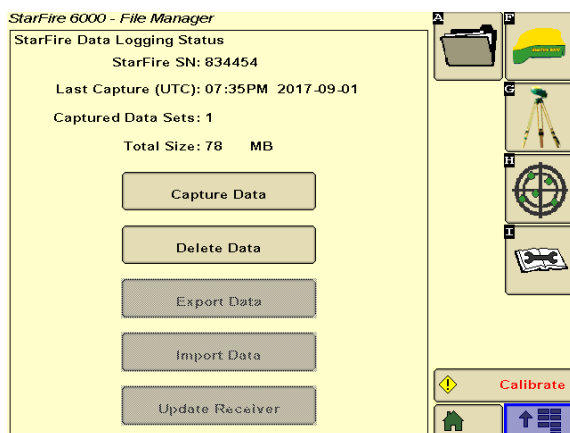 StarFire 6000 - File Manager
StarFire Data Logging Status
StarFire SN: 834454
Last Capture (UTC): 07:35PM 2017-09-01
Captured Data Sets: 1
Total Size: 78 MB
Capture Data
Delete Data
Export Data
Import Data
Update Receiver
A
F
G
H
I
Calibrate